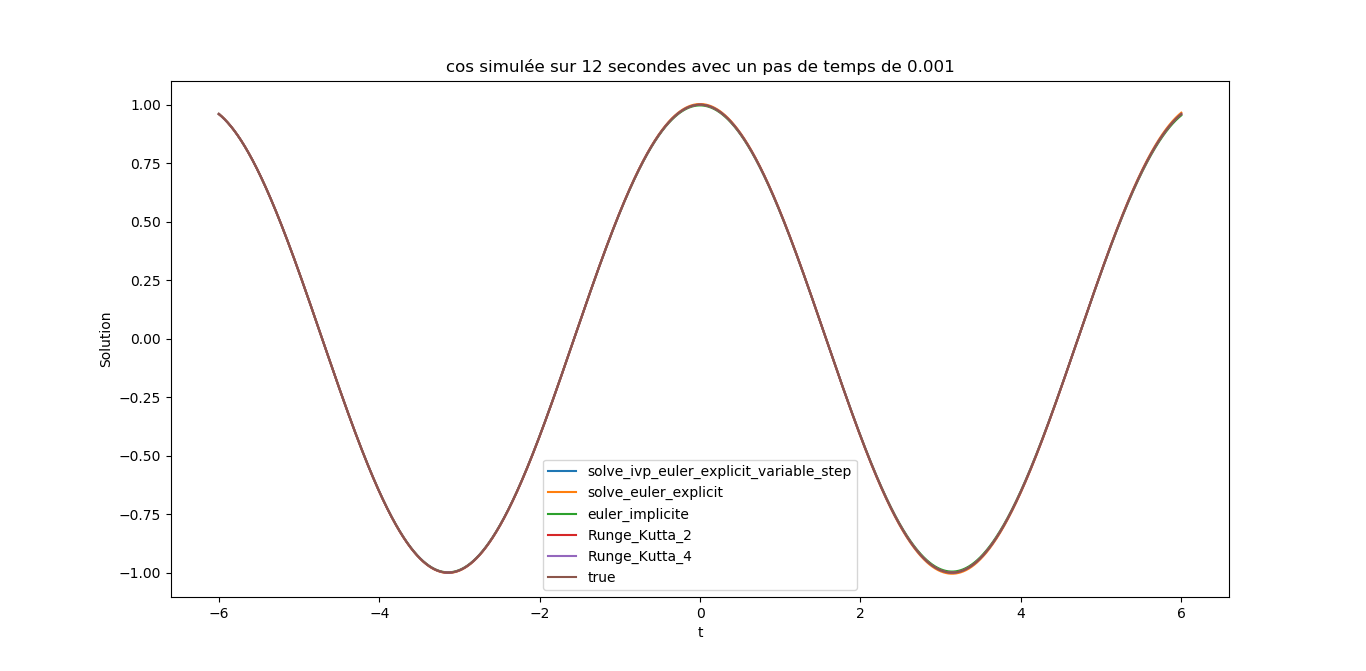 cos simulée sur 12 secondes avec un pas de temps de 0.001
Solution
1.00
0.75
0.50
0.25
0.00
−0.25
−0.50
−0.75
−1.00
solve_ivp_euler_explicit_variable_step
solve_euler_explicit
euler_implicite
Runge_Kutta_2
Runge_Kutta_4
true
−6
−4
−2
0
2
4
6
t